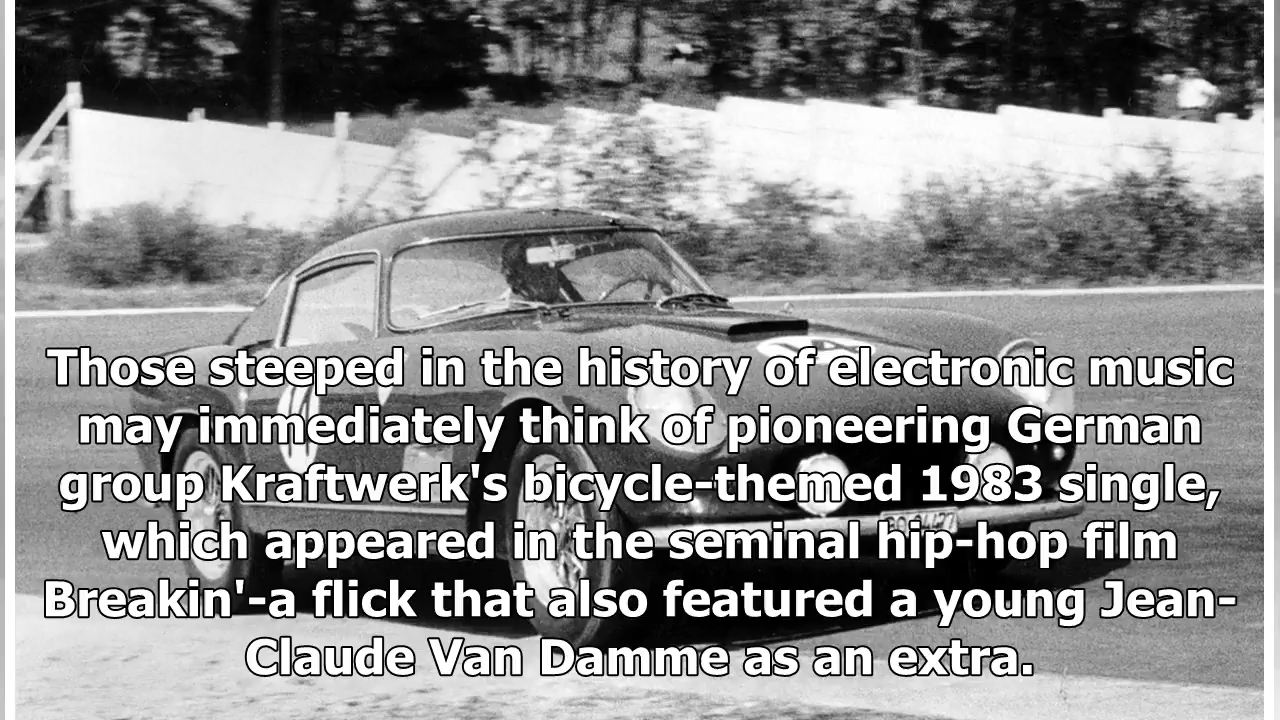 Those steeped in the history of electronic music
may immediately think of pioneering German
group Kraftwerk's bicycle-themed 1983 single,
which appeared in the seminal hip-hop film
Breakin'-a flick that also featured a young Jean-
Claude Van Damme as an extra.